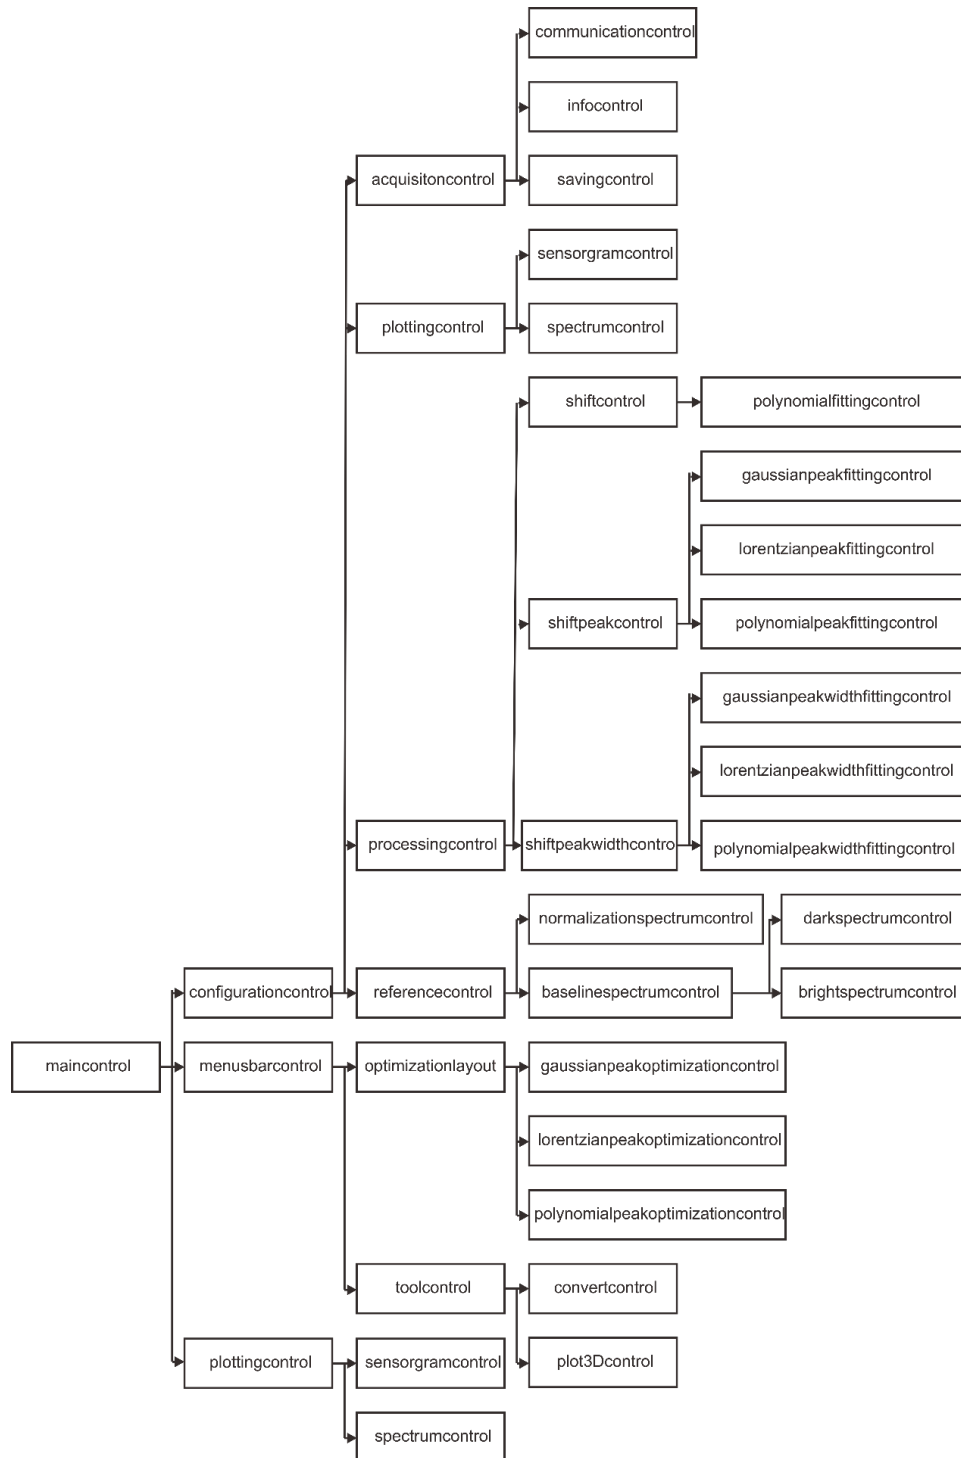 communicationcontrol
infocontrol
acquisitoncontrol
savingcontrol
sensorgramcontrol
plottingcontrol
spectrumcontrol
shiftcontrol
polynomialfittingcontrol
gaussianpeakfittingcontrol
lorentzianpeakfittingcontrol
shiftpeakcontrol
polynomialpeakfittingcontrol
gaussianpeakwidthfittingcontrol
lorentzianpeakwidthfittingcontrol
processingcontrol
shiftpeakwidthcontro
polynomialpeakwidthfittingcontrol
normalizationspectrumcontrol
darkspectrumcontrol
configurationcontrol
referencecontrol
baselinespectrumcontrol
brightspectrumcontrol
maincontrol
menusbarcontrol
optimizationlayout
gaussianpeakoptimizationcontrol
lorentzianpeakoptimizationcontrol
polynomialpeakoptimizationcontrol
toolcontrol
convertcontrol
plottingcontrol
sensorgramcontrol
plot3Dcontrol
spectrumcontrol